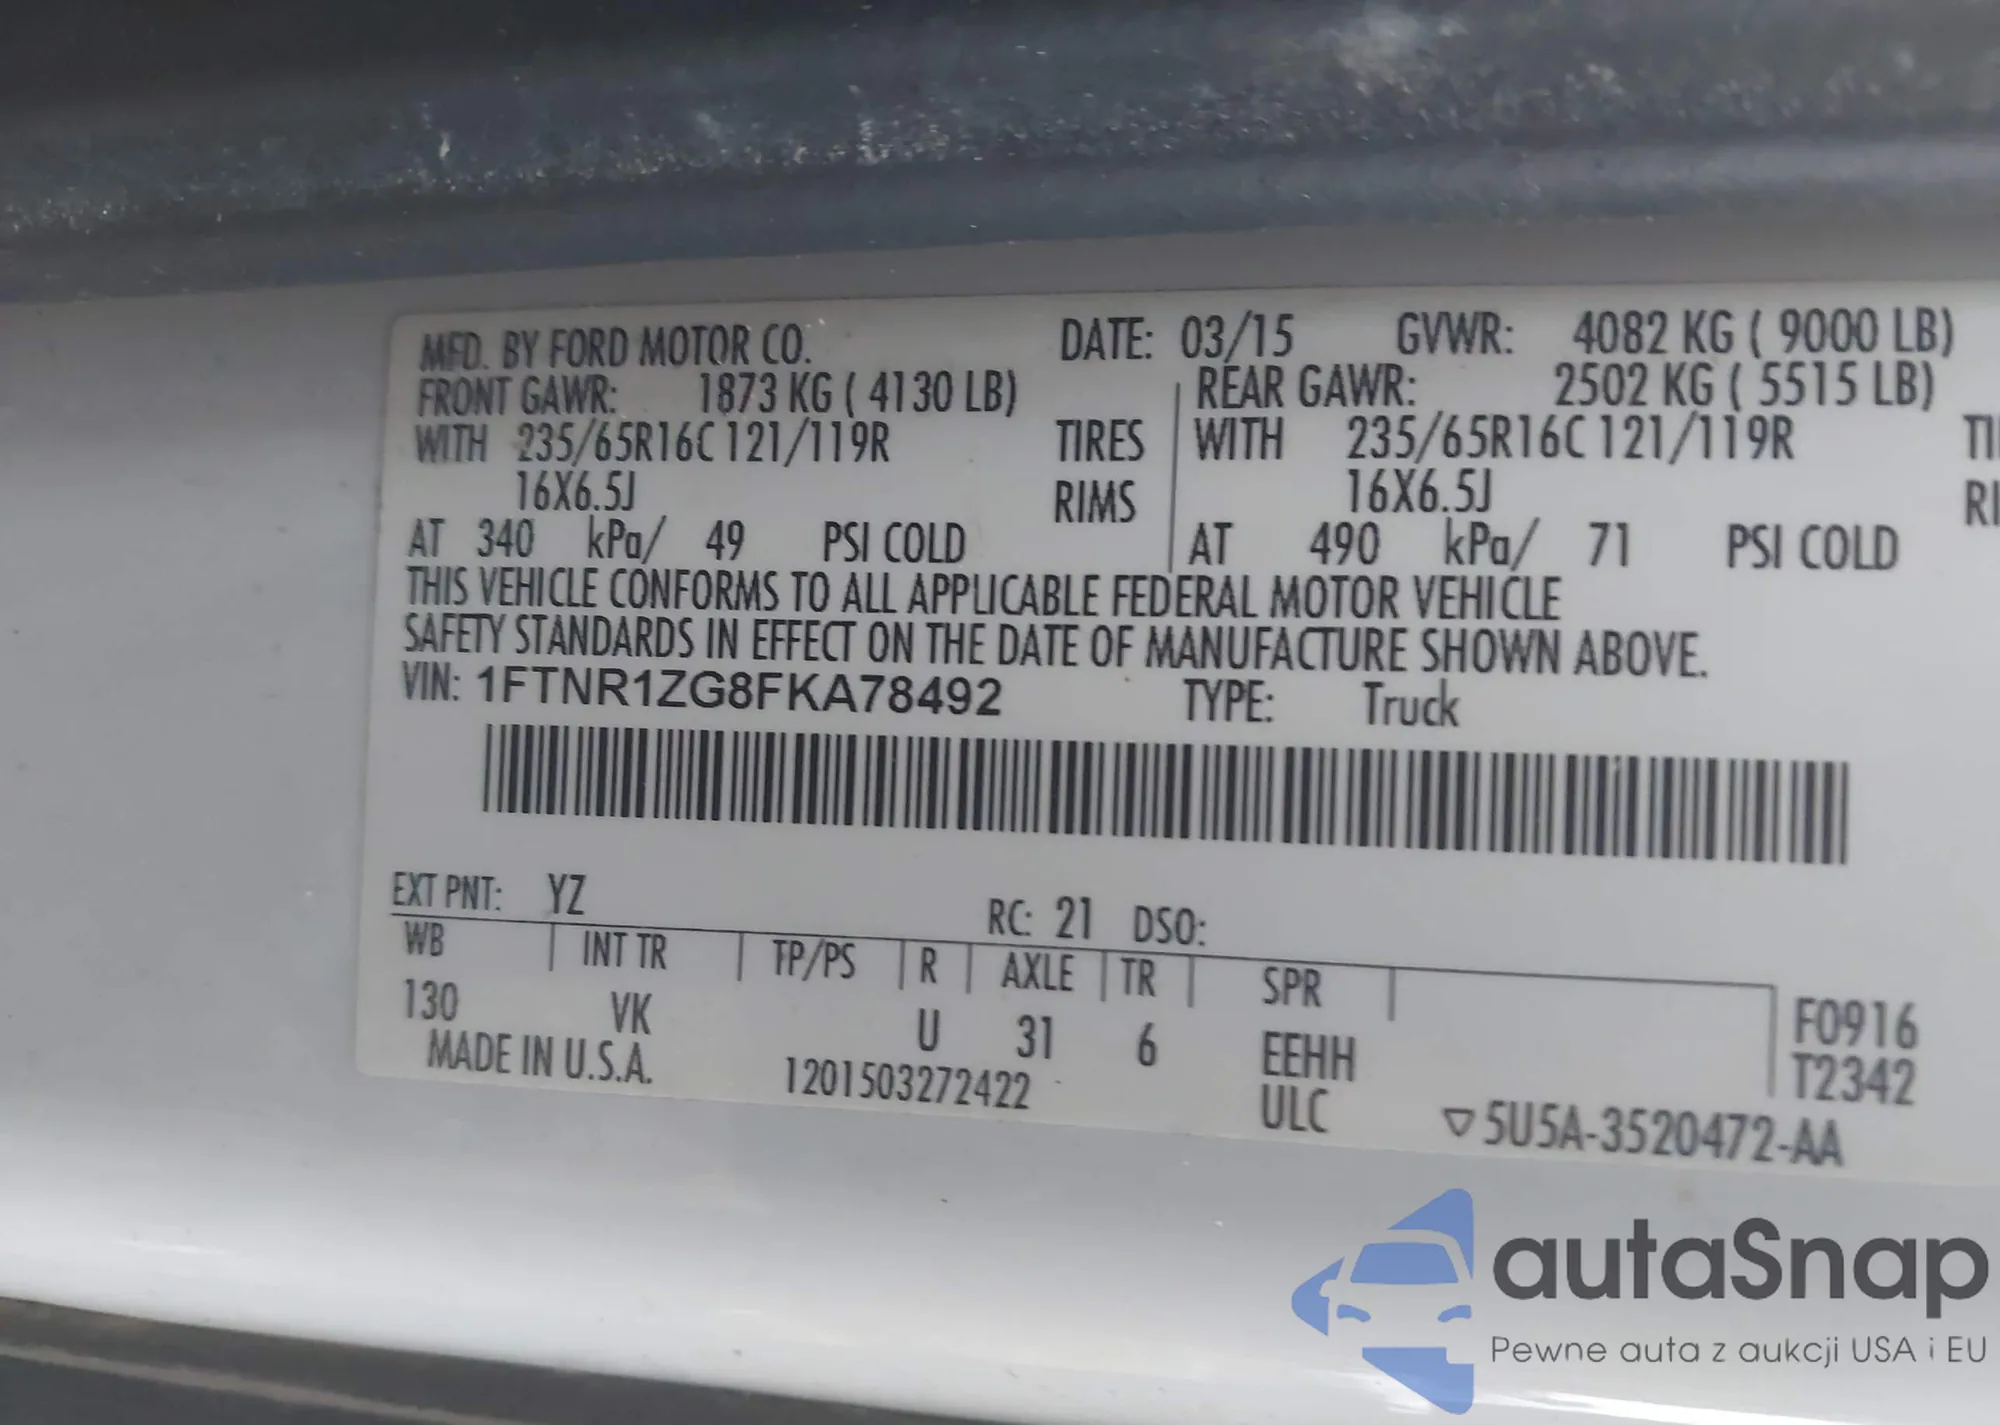 MFD. BY FORD MOTOR CO. DATE: 03/15 GVWR: 4082 KG ( 9000 LB)
FRONT GAWR: 1873 KG ( 4130 LB) REAR GAWR: 2502 KG ( 5515 LB)
WITH 235/65R16C 121/119R TIRES WITH 235/65R16C 121/119R TI
16X6.5J RIMS 16X6.5J RI
AT 340 kPa/ 49 PSI COLD AT 490 kPa/ 71 PSI COLD
THIS VEHICLE CONFORMS TO ALL APPLICABLE FEDERAL MOTOR VEHICLE
SAFETY STANDARDS IN EFFECT ON THE DATE OF MANUFACTURE SHOWN ABOVE.
VIN: 1FTNR1ZG8FKA78492 TYPE: Truck
EXT PNT: YZ RC: 21 DSO:
WB INT TR TP/PS R AXLE TR SPR
130 VK U 31 6 EEHH F0916
MADE IN U.S.A. 1201503272422 ULC T2342
▽5U5A-3520472-AA
autaSnap
Pewne auta z aukcji USA i EU